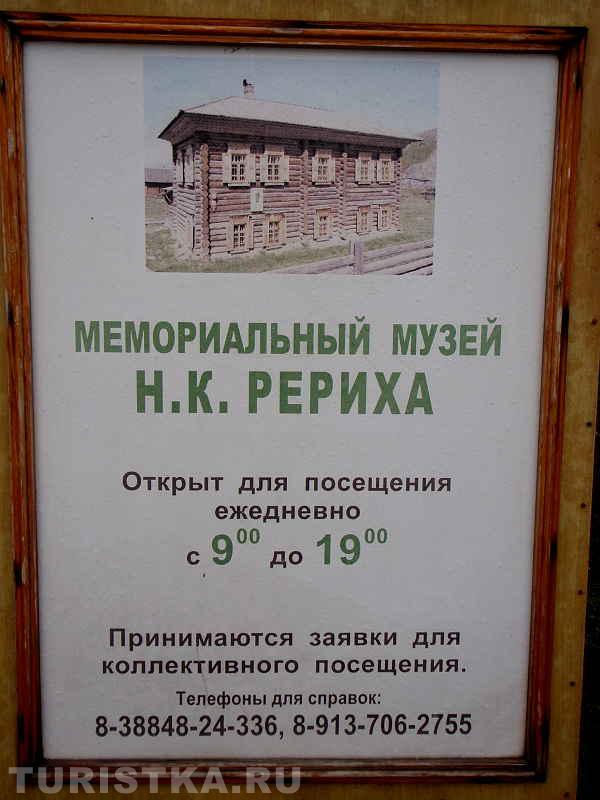 МЕМОРИАЛЬНЫЙ МУЗЕЙ
Н.К. РЕРИХА
Открыт для посещения
ежедневно
с 9⁰⁰ до 19⁰⁰
Принимаются заявки для
коллективного посещения.
Телефоны для справок:
8-38848-24-336, 8-913-706-2755
TURISTKA.RU